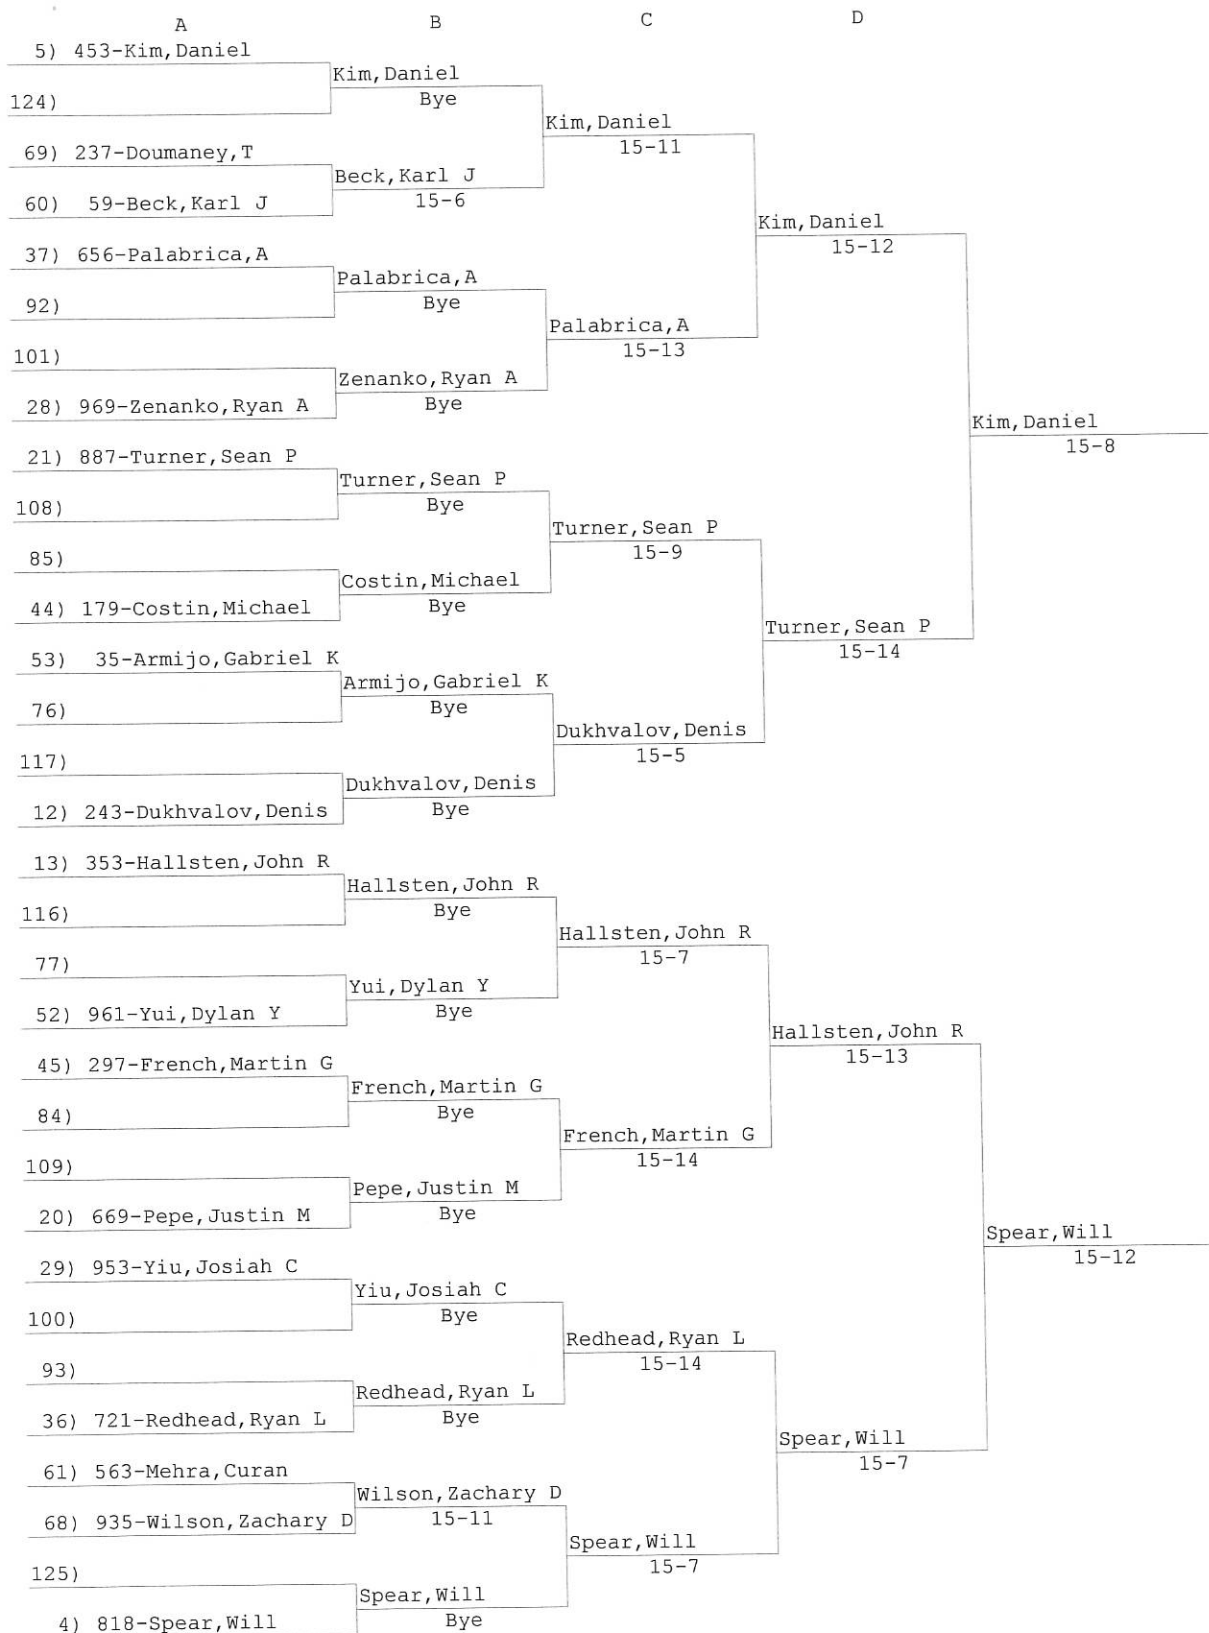 A B C D
5) 453-Kim,Daniel
Kim,Daniel
124) Bye
Kim,Daniel
69) 237-Doumaney,T 15-11
Beck,Karl J
60) 59-Beck,Karl J 15-6
Kim,Daniel
37) 656-Palabrica,A 15-12
Palabrica,A
92) Bye
Palabrica,A
101) 15-13
Zenanko,Ryan A
28) 969-Zenanko,Ryan A Bye
Kim,Daniel
21) 887-Turner,Sean P 15-8
Turner,Sean P
108) Bye
Turner,Sean P
85) 15-9
Costin,Michael
44) 179-Costin,Michael Bye
Turner,Sean P
53) 35-Armijo,Gabriel K 15-14
Armijo,Gabriel K
76) Bye
Dukhvalov,Denis
117) 15-5
Dukhvalov,Denis
12) 243-Dukhvalov,Denis Bye
13) 353-Hallsten,John R
Hallsten,John R
116) Bye
Hallsten,John R
77) 15-7
Yui,Dylan Y
52) 961-Yui,Dylan Y Bye
Hallsten,John R
45) 297-French,Martin G 15-13
French,Martin G
84) Bye
French,Martin G
109) 15-14
Pepe,Justin M
20) 669-Pepe,Justin M Bye
Spear,Will
29) 953-Yiu,Josiah C 15-12
Yiu,Josiah C
100) Bye
Redhead,Ryan L
93) 15-14
Redhead,Ryan L
36) 721-Redhead,Ryan L Bye
Spear,Will
61) 563-Mehra,Curan 15-7
Wilson,Zachary D
68) 935-Wilson,Zachary D 15-11
Spear,Will
125) 15-7
Spear,Will
4) 818-Spear,Will Bye